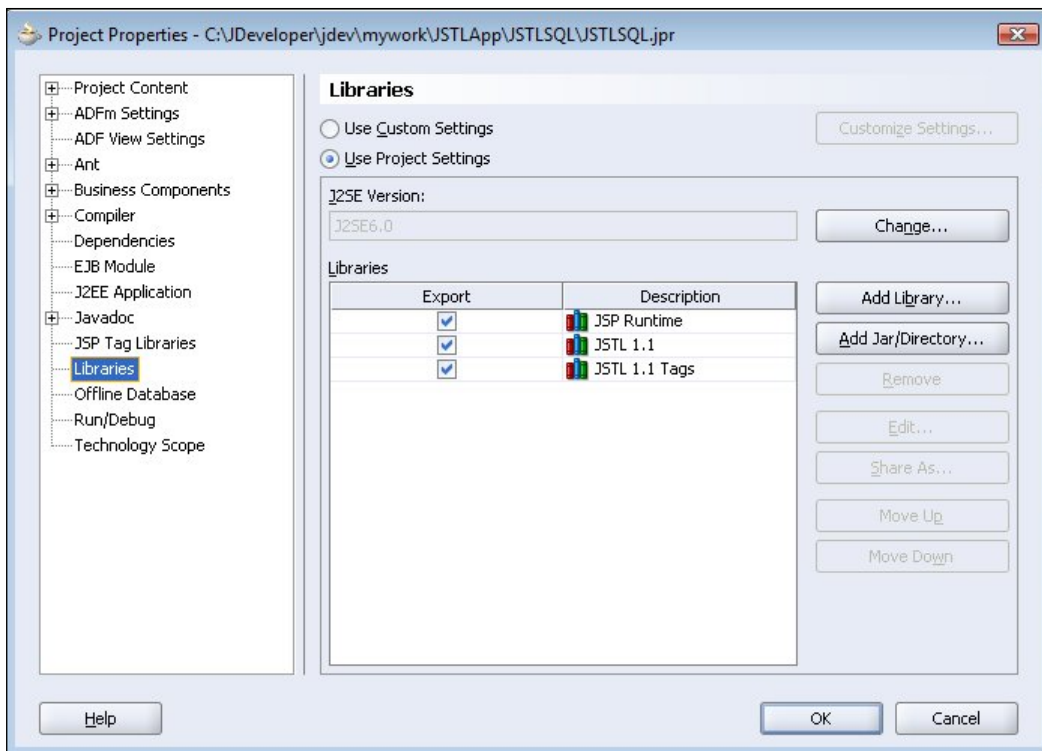 Project Properties - C:\JDeveloper\jdev\mywork\JSTLApp\JSTLSQL\JSTLSQL.jpr
Project Content
ADFm Settings
ADF View Settings
Ant
Business Components
Compiler
Dependencies
EJB Module
J2EE Application
Javadoc
JSP Tag Libraries
Libraries
Offline Database
Run/Debug
Technology Scope
Libraries
Use Custom Settings
Customize Settings...
Use Project Settings
J2SE Version:
J2SE6.0
Change...
Libraries
Export Description
JSP Runtime
JSTL 1.1
JSTL 1.1 Tags
Add Library...
Add Jar/Directory...
Remove
Edit...
Share As...
Move Up
Move Down
Help
OK
Cancel